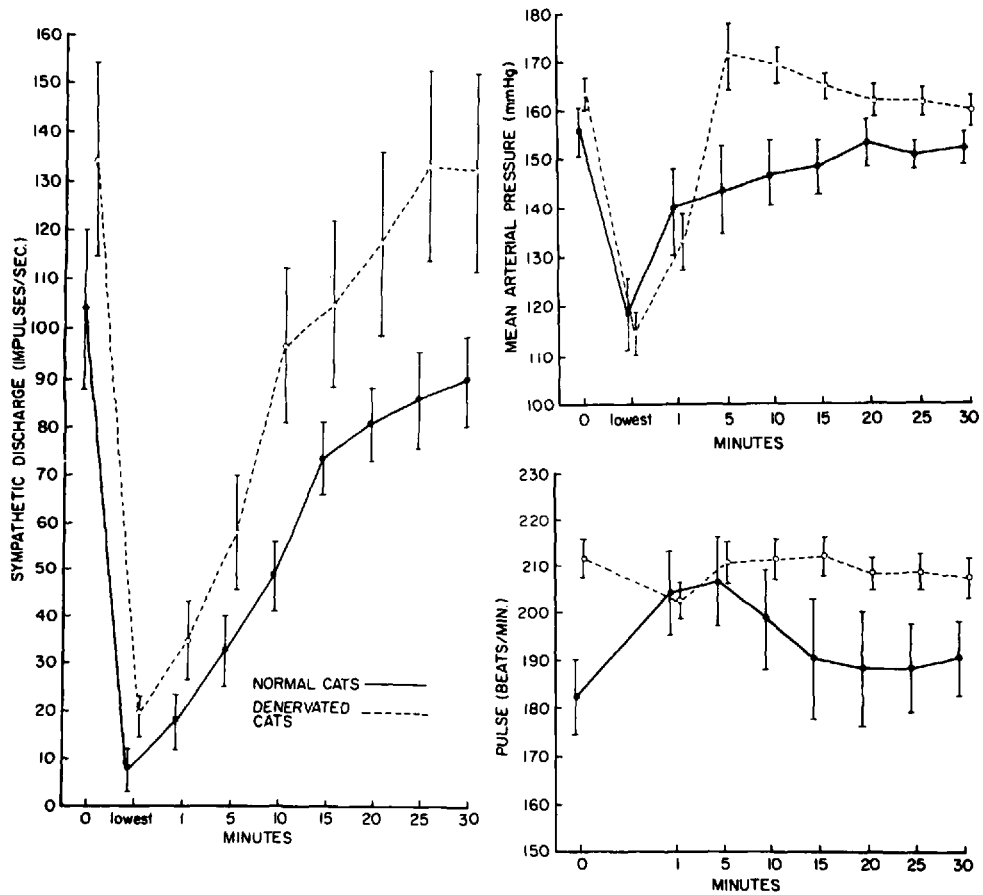 160
150
140
130
120
110
100
90
80
70
60
50
40
30
20
10
0
SYMPATHETIC DISCHARGE (IMPULSES/SEC.)
NORMAL CATS
DENERVATED
CATS
0 lowest 1 5 10 15 20 25 30
MINUTES
180
170
160
150
140
130
120
110
100
MEAN ARTERIAL PRESSURE (mmHg)
0 lowest 1 5 10 15 20 25 30
MINUTES
230
220
210
200
190
180
170
160
150
PULSE (BEATS/MIN.)
0 1 5 10 15 20 25 30
MINUTES